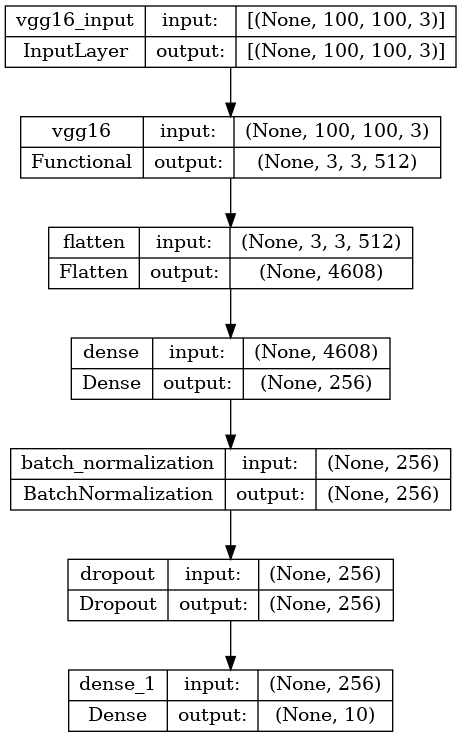 vgg16_input input: [(None, 100, 100, 3)]
InputLayer output: [(None, 100, 100, 3)]
vgg16 input: (None, 100, 100, 3)
Functional output: (None, 3, 3, 512)
flatten input: (None, 3, 3, 512)
Flatten output: (None, 4608)
dense input: (None, 4608)
Dense output: (None, 256)
batch_normalization input: (None, 256)
BatchNormalization output: (None, 256)
dropout input: (None, 256)
Dropout output: (None, 256)
dense_1 input: (None, 256)
Dense output: (None, 10)